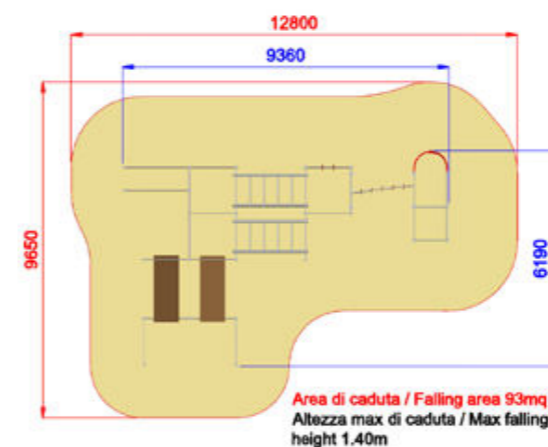 12800
9360
9650
6190
Area di caduta / Falling area 93mq
Altezza max di caduta / Max falling
height 1.40m